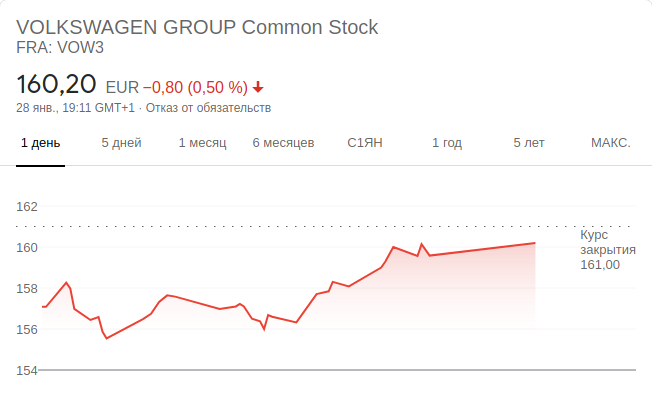 VOLKSWAGEN GROUP Common Stock
FRA: VOW3
160,20 EUR −0,80 (0,50 %)
28 янв., 19:11 GMT+1 · Отказ от обязательств
1 день 5 дней 1 месяц 6 месяцев С1ЯН 1 год 5 лет МАКС.
162
160
158
156
154
Курс
закрытия
161,00